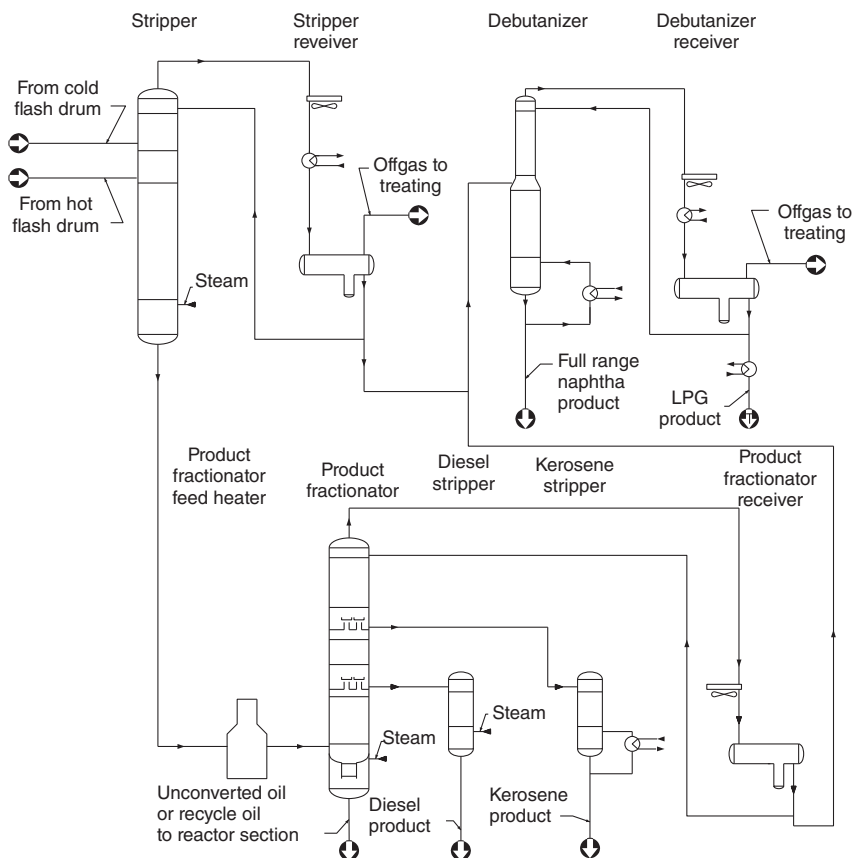 Stripper
Stripper
reveiver
Debutanizer
Debutanizer
receiver
From cold
flash drum
From hot
flash drum
Offgas to
treating
Offgas to
treating
Steam
Full range
naphtha
product
LPG
product
Product
fractionator
feed heater
Product
fractionator
Diesel
stripper
Kerosene
stripper
Product
fractionator
receiver
Steam
Steam
Unconverted oil
or recycle oil
to reactor section
Diesel
product
Kerosene
product